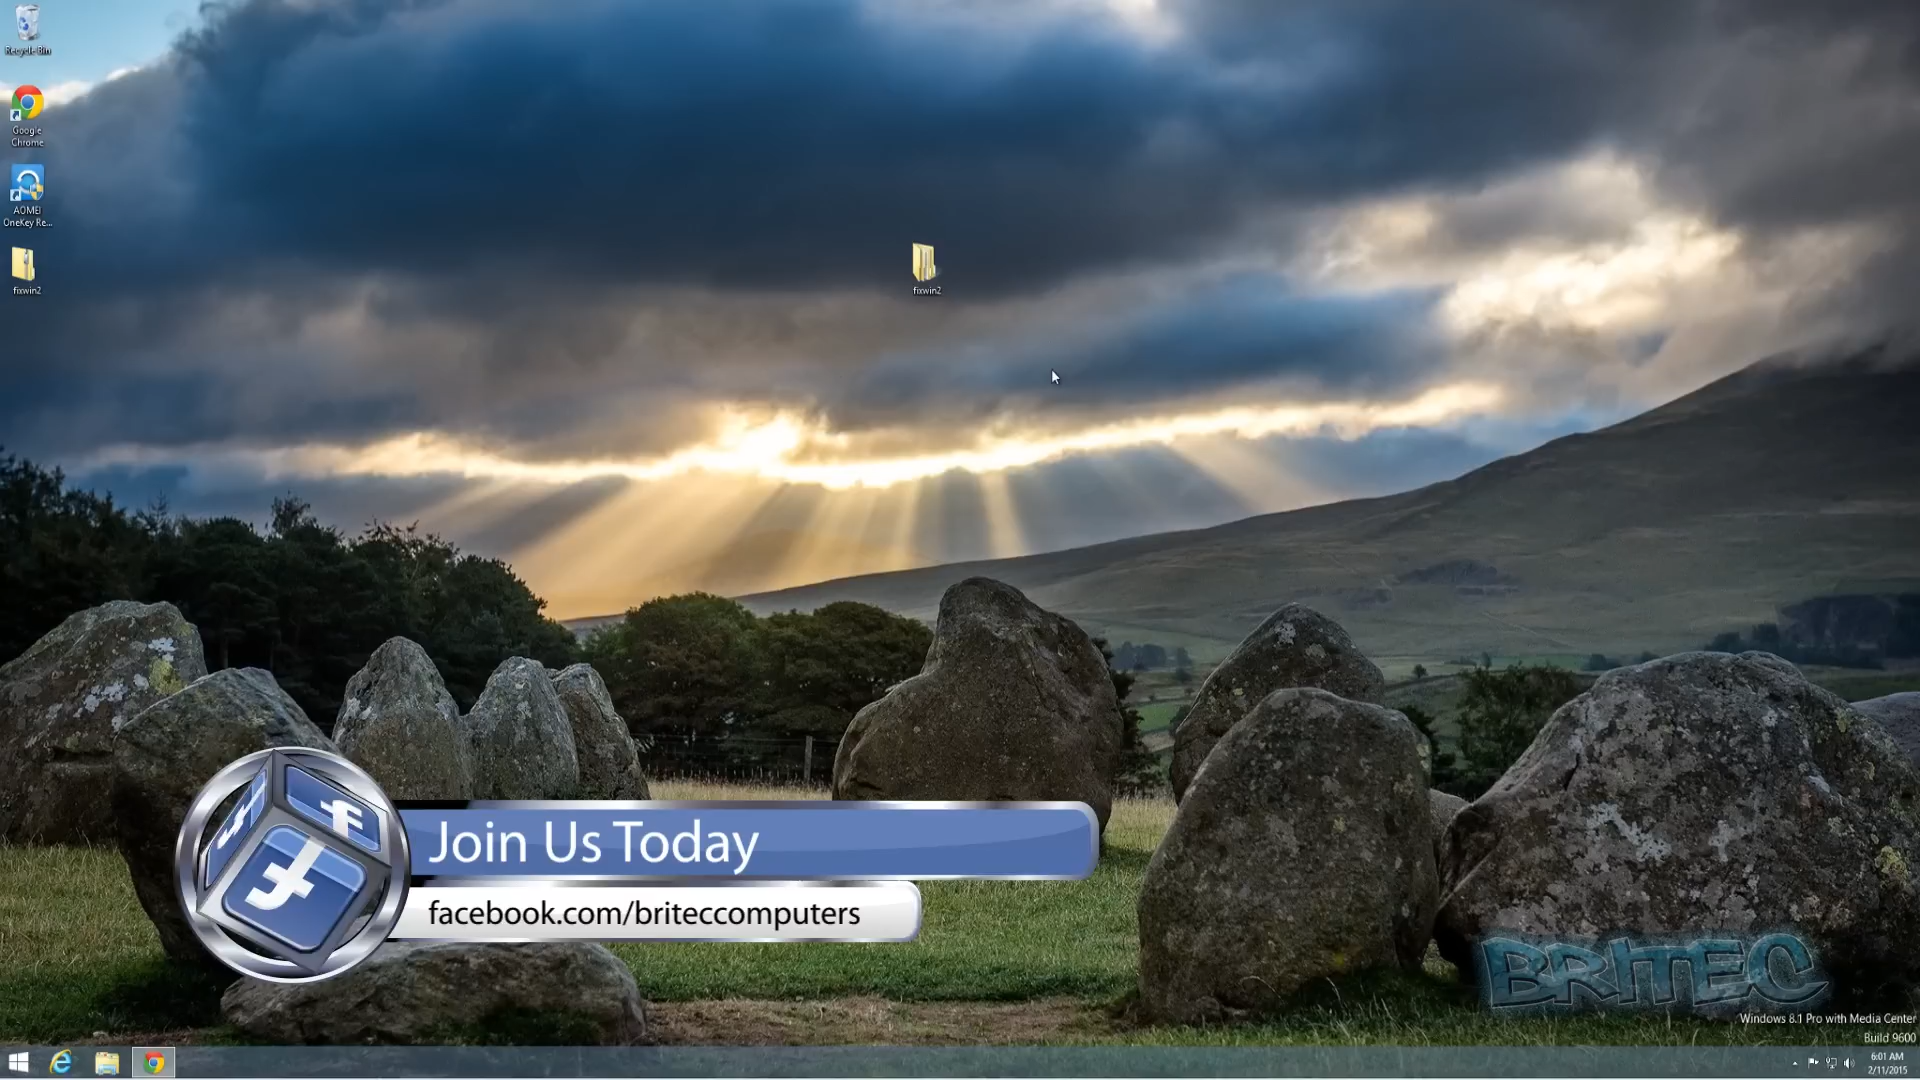 Recycle Bin
Google
Chrome
AOMEI
OneKey Re...
fixwin2
fixwin2
Join Us Today
facebook.com/briteccomputers
BRITEC
Windows 8.1 Pro with Media Center
Build 9600
6:01 AM
2/11/2015